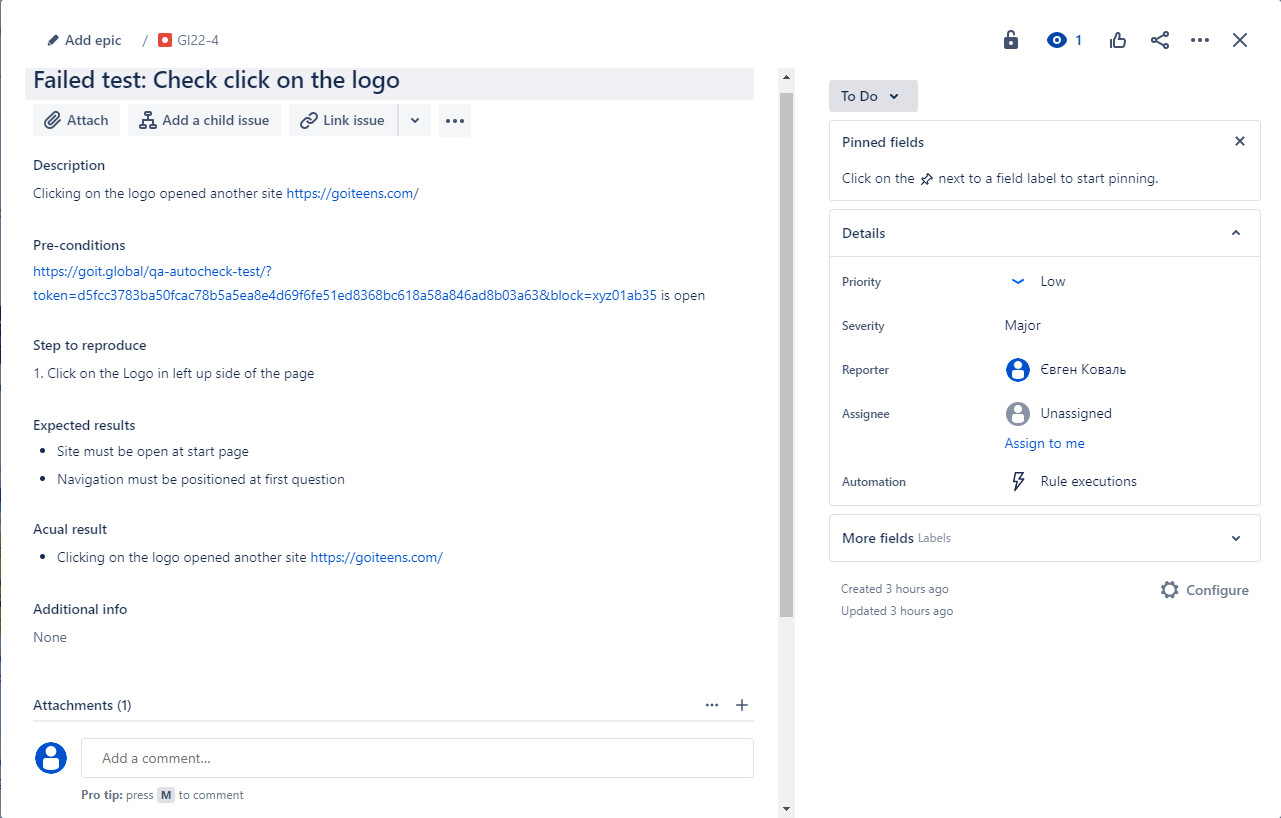 Add epic / GI22-4
1
Failed test: Check click on the logo
Attach Add a child issue Link issue
Description
Clicking on the logo opened another site https://goiteens.com/
Pre-conditions
https://goit.global/qa-autocheck-test/?
token=d5fcc3783ba50fcac78b5a5ea8e4d69f6fe51ed8368bc618a58a846ad8b03a63&block=xyz01ab35 is open
Step to reproduce
1. Click on the Logo in left up side of the page
Expected results
• Site must be open at start page
• Navigation must be positioned at first question
Acual result
• Clicking on the logo opened another site https://goiteens.com/
Additional info
None
Attachments (1)
Add a comment...
Pro tip: press M to comment
To Do
Pinned fields
Click on the next to a field label to start pinning.
Details
Priority Low
Severity Major
Reporter Євген Коваль
Assignee Unassigned
Assign to me
Automation Rule executions
More fields Labels
Created 3 hours ago
Configure
Updated 3 hours ago